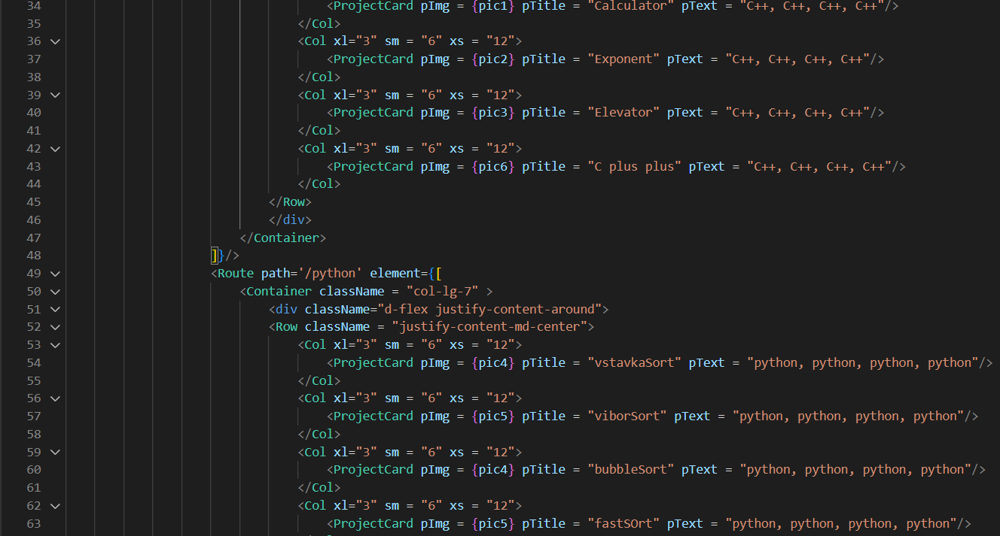 34 <ProjectCard pImg = {pic1} pTitle = "Calculator" pText = "C++, C++, C++, C++"/>
35 </Col>
36 <Col xl="3" sm = "6" xs = "12">
37 <ProjectCard pImg = {pic2} pTitle = "Exponent" pText = "C++, C++, C++, C++"/>
38 </Col>
39 <Col xl="3" sm = "6" xs = "12">
40 <ProjectCard pImg = {pic3} pTitle = "Elevator" pText = "C++, C++, C++, C++"/>
41 </Col>
42 <Col xl="3" sm = "6" xs = "12">
43 <ProjectCard pImg = {pic6} pTitle = "C plus plus" pText = "C++, C++, C++, C++"/>
44 </Col>
45 </Row>
46 </div>
47 </Container>
48 ]}/>
49 <Route path='/python' element={[
50 <Container className = "col-lg-7" >
51 <div className="d-flex justify-content-around">
52 <Row className = "justify-content-md-center">
53 <Col xl="3" sm = "6" xs = "12">
54 <ProjectCard pImg = {pic4} pTitle = "vstavkaSort" pText = "python, python, python, python"/>
55 </Col>
56 <Col xl="3" sm = "6" xs = "12">
57 <ProjectCard pImg = {pic5} pTitle = "viborSort" pText = "python, python, python, python"/>
58 </Col>
59 <Col xl="3" sm = "6" xs = "12">
60 <ProjectCard pImg = {pic4} pTitle = "bubbleSort" pText = "python, python, python, python"/>
61 </Col>
62 <Col xl="3" sm = "6" xs = "12">
63 <ProjectCard pImg = {pic5} pTitle = "fastSOrt" pText = "python, python, python, python"/>